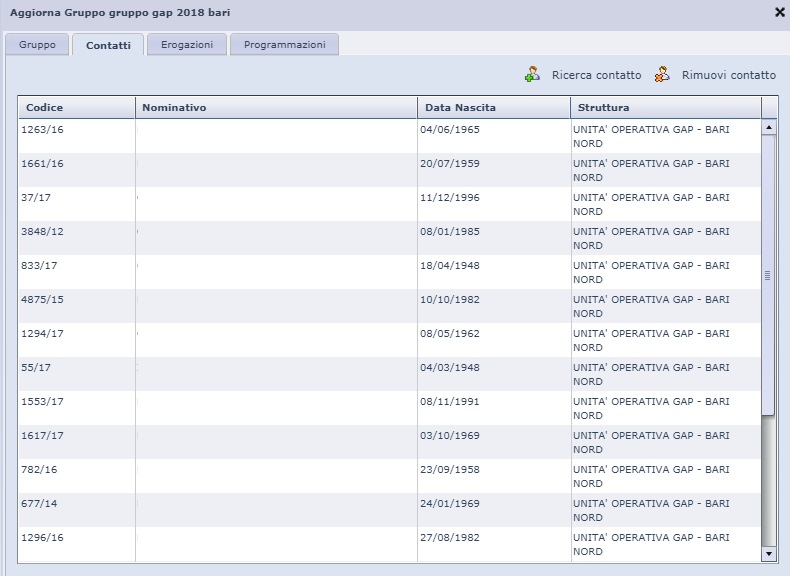 Aggiorna Gruppo gruppo gap 2018 bari
Gruppo Contatti Erogazioni Programmazioni
Ricerca contatto Rimuovi contatto
Codice Nominativo Data Nascita Struttura
1263/16 04/06/1965 UNITA' OPERATIVA GAP - BARI
NORD
1661/16 20/07/1959 UNITA' OPERATIVA GAP - BARI
NORD
37/17 11/12/1996 UNITA' OPERATIVA GAP - BARI
NORD
3848/12 08/01/1985 UNITA' OPERATIVA GAP - BARI
NORD
833/17 18/04/1948 UNITA' OPERATIVA GAP - BARI
NORD
4875/15 10/10/1982 UNITA' OPERATIVA GAP - BARI
NORD
1294/17 08/05/1962 UNITA' OPERATIVA GAP - BARI
NORD
55/17 04/03/1948 UNITA' OPERATIVA GAP - BARI
NORD
1553/17 08/11/1991 UNITA' OPERATIVA GAP - BARI
NORD
1617/17 03/10/1969 UNITA' OPERATIVA GAP - BARI
NORD
782/16 23/09/1958 UNITA' OPERATIVA GAP - BARI
NORD
677/14 24/01/1969 UNITA' OPERATIVA GAP - BARI
NORD
1296/16 27/08/1982 UNITA' OPERATIVA GAP - BARI
NORD